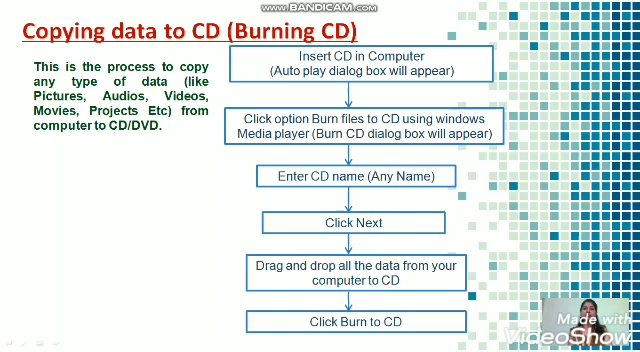 www.BANDICAM.com
Copying data to CD (Burning CD)
This is the process to copy
any type of data (like
Pictures, Audios, Videos,
Movies, Projects Etc) from
computer to CD/DVD.
Insert CD in Computer
(Auto play dialog box will appear)
Click option Burn files to CD using windows
Media player (Burn CD dialog box will appear)
Enter CD name (Any Name)
Click Next
Drag and drop all the data from your
computer to CD
Click Burn to CD
Made with
VideoShow